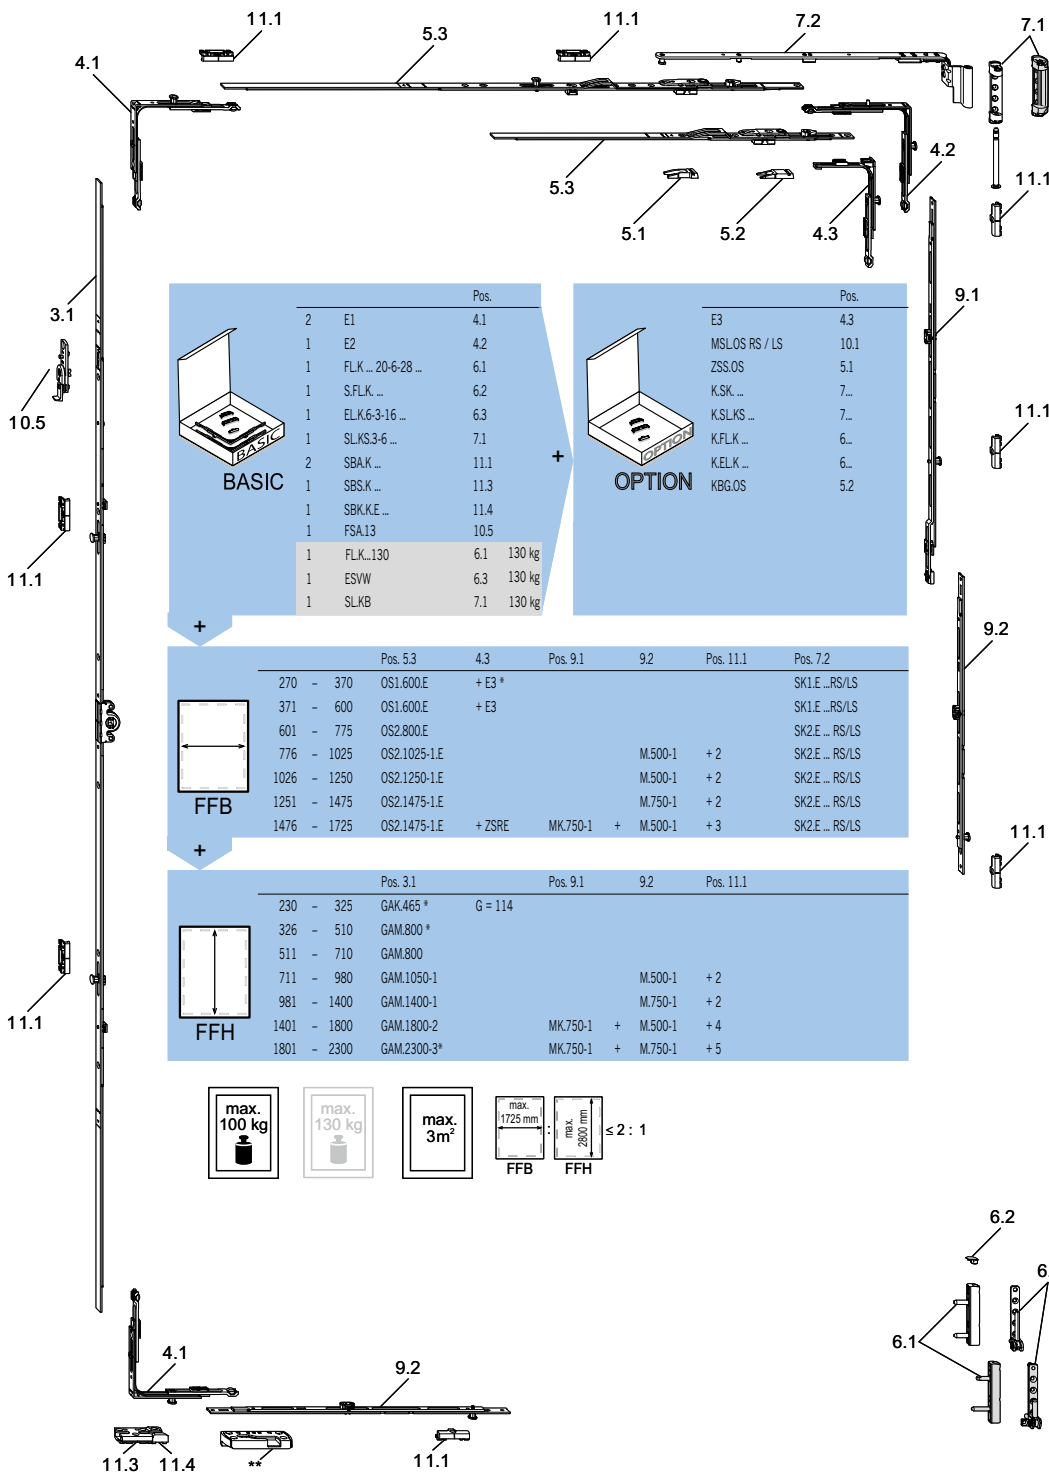 11.1
11.1
7.2
7.1
5.3
4.1
5.3
4.2
11.1
5.1
5.2
4.3
3.1
9.1
10.5
11.1
11.1
9.2
11.1
11.1
Pos.
2 E1 4.1
1 E2 4.2
1 FL.K ... 20-6-28 ... 6.1
1 S.FL.K. ... 6.2
1 EL.K.6-3-16 ... 6.3
1 SL.KS.3-6 ... 7.1
2 SBA.K ... 11.1
1 SBS.K ... 11.3
1 SBK.K.E ... 11.4
1 FSA.13 10.5
1 FL.K...130 6.1 130 kg
1 ESVW 6.3 130 kg
1 SL.KB 7.1 130 kg
BASIC
BASIC
+
Pos.
E3 4.3
MSL.OS RS / LS 10.1
ZSS.OS 5.1
K.SK. ... 7...
K.SL.KS ... 7...
K.FL.K ... 6...
K.EL.K ... 6...
KBG.OS 5.2
OPTION
OPTION
+
Pos. 5.3 4.3 Pos. 9.1 9.2 Pos. 11.1 Pos. 7.2
270 – 370 OS1.600.E + E3 * SK1.E ...RS/LS
371 – 600 OS1.600.E + E3 SK1.E ...RS/LS
601 – 775 OS2.800.E SK2.E ... RS/LS
776 – 1025 OS2.1025-1.E M.500-1 + 2 SK2.E ... RS/LS
1026 – 1250 OS2.1250-1.E M.500-1 + 2 SK2.E ... RS/LS
1251 – 1475 OS2.1475-1.E M.750-1 + 2 SK2.E ... RS/LS
1476 – 1725 OS2.1475-1.E + ZSRE MK.750-1 + M.500-1 + 3 SK2.E ... RS/LS
FFB
+
Pos. 3.1 Pos. 9.1 9.2 Pos. 11.1
230 – 325 GAK.465 * G = 114
326 – 510 GAM.800 *
511 – 710 GAM.800
711 – 980 GAM.1050-1 M.500-1 + 2
981 – 1400 GAM.1400-1 M.750-1 + 2
1401 – 1800 GAM.1800-2 MK.750-1 + M.500-1 + 4
1801 – 2300 GAM.2300-3* MK.750-1 + M.750-1 + 5
FFH
max.
100 kg
max.
130 kg
max.
3m²
max.
1725 mm
FFB
:
max.
2800 mm
FFH
≤ 2 : 1
6.2
6.
6.1
4.1
9.2
11.3
11.4
**
11.1